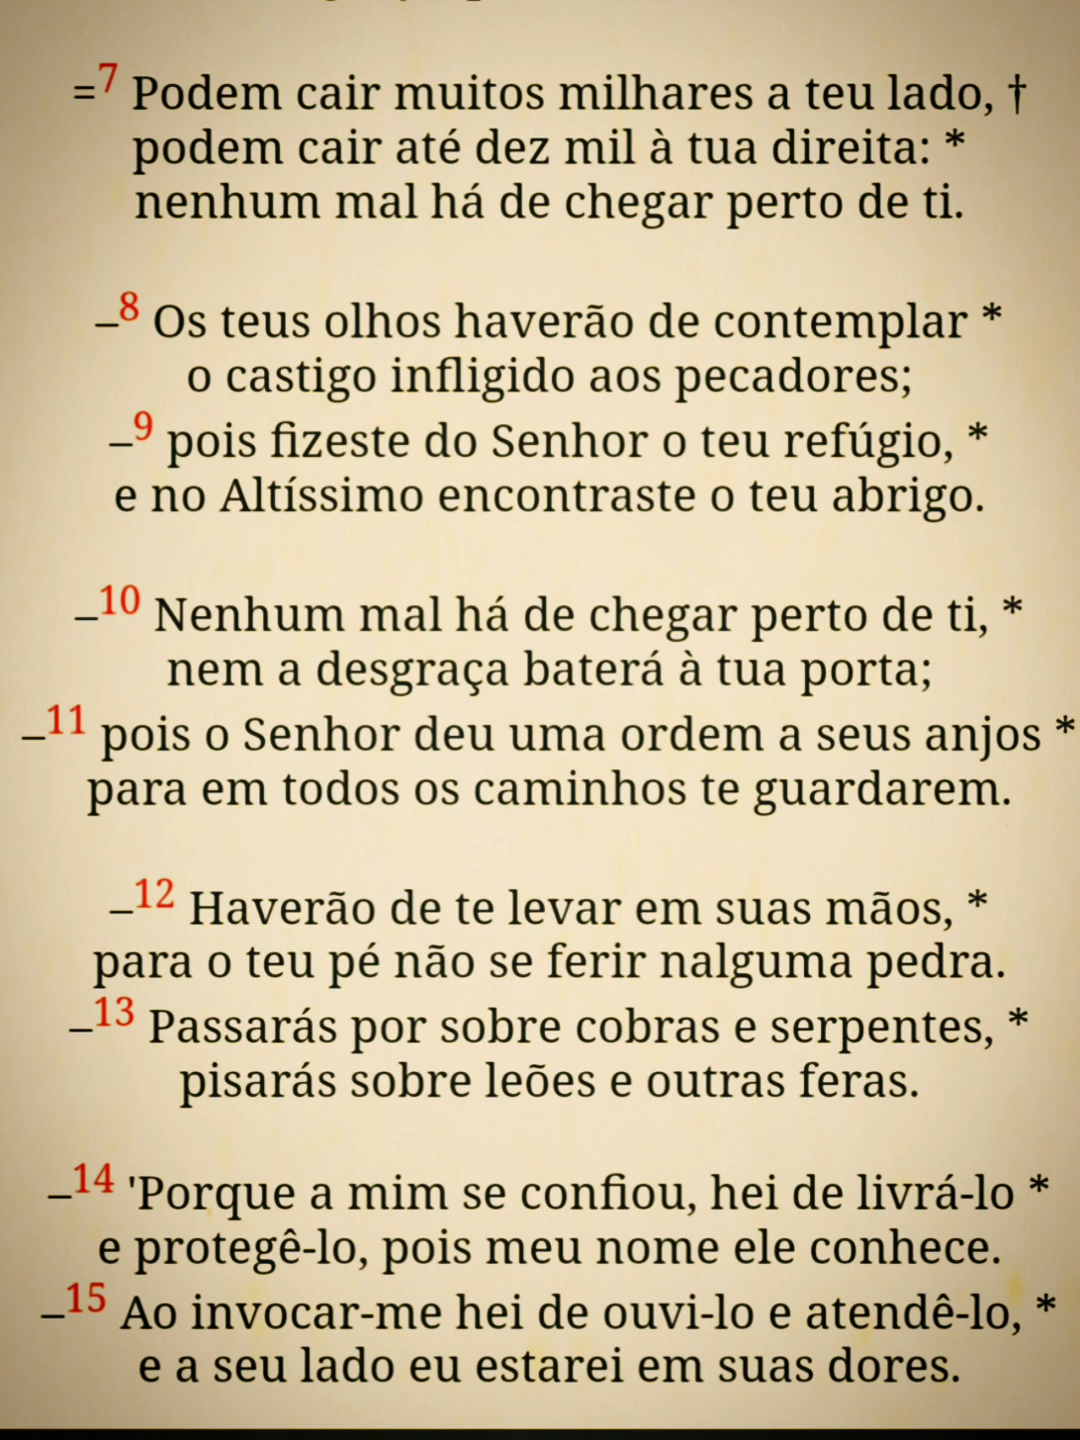 =7 Podem cair muitos milhares a teu lado, †
podem cair até dez mil à tua direita: *
nenhum mal há de chegar perto de ti.
–8 Os teus olhos haverão de contemplar *
o castigo infligido aos pecadores;
–9 pois fizeste do Senhor o teu refúgio, *
e no Altíssimo encontraste o teu abrigo.
–10 Nenhum mal há de chegar perto de ti, *
nem a desgraça baterá à tua porta;
–11 pois o Senhor deu uma ordem a seus anjos *
para em todos os caminhos te guardarem.
–12 Haverão de te levar em suas mãos, *
para o teu pé não se ferir nalguma pedra.
–13 Passarás por sobre cobras e serpentes, *
pisarás sobre leões e outras feras.
–14 'Porque a mim se confiou, hei de livrá-lo *
e protegê-lo, pois meu nome ele conhece.
–15 Ao invocar-me hei de ouvi-lo e atendê-lo, *
e a seu lado eu estarei em suas dores.